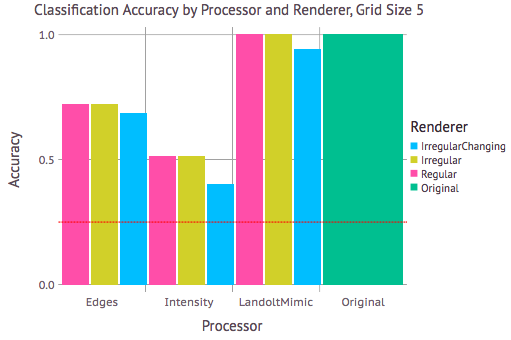 Classification Accuracy by Processor and Renderer, Grid Size 5
Accuracy
1.0
0.5
0.0
Edges
Intensity
LandoltMimic
Original
Processor
Renderer
IrregularChanging
Irregular
Regular
Original